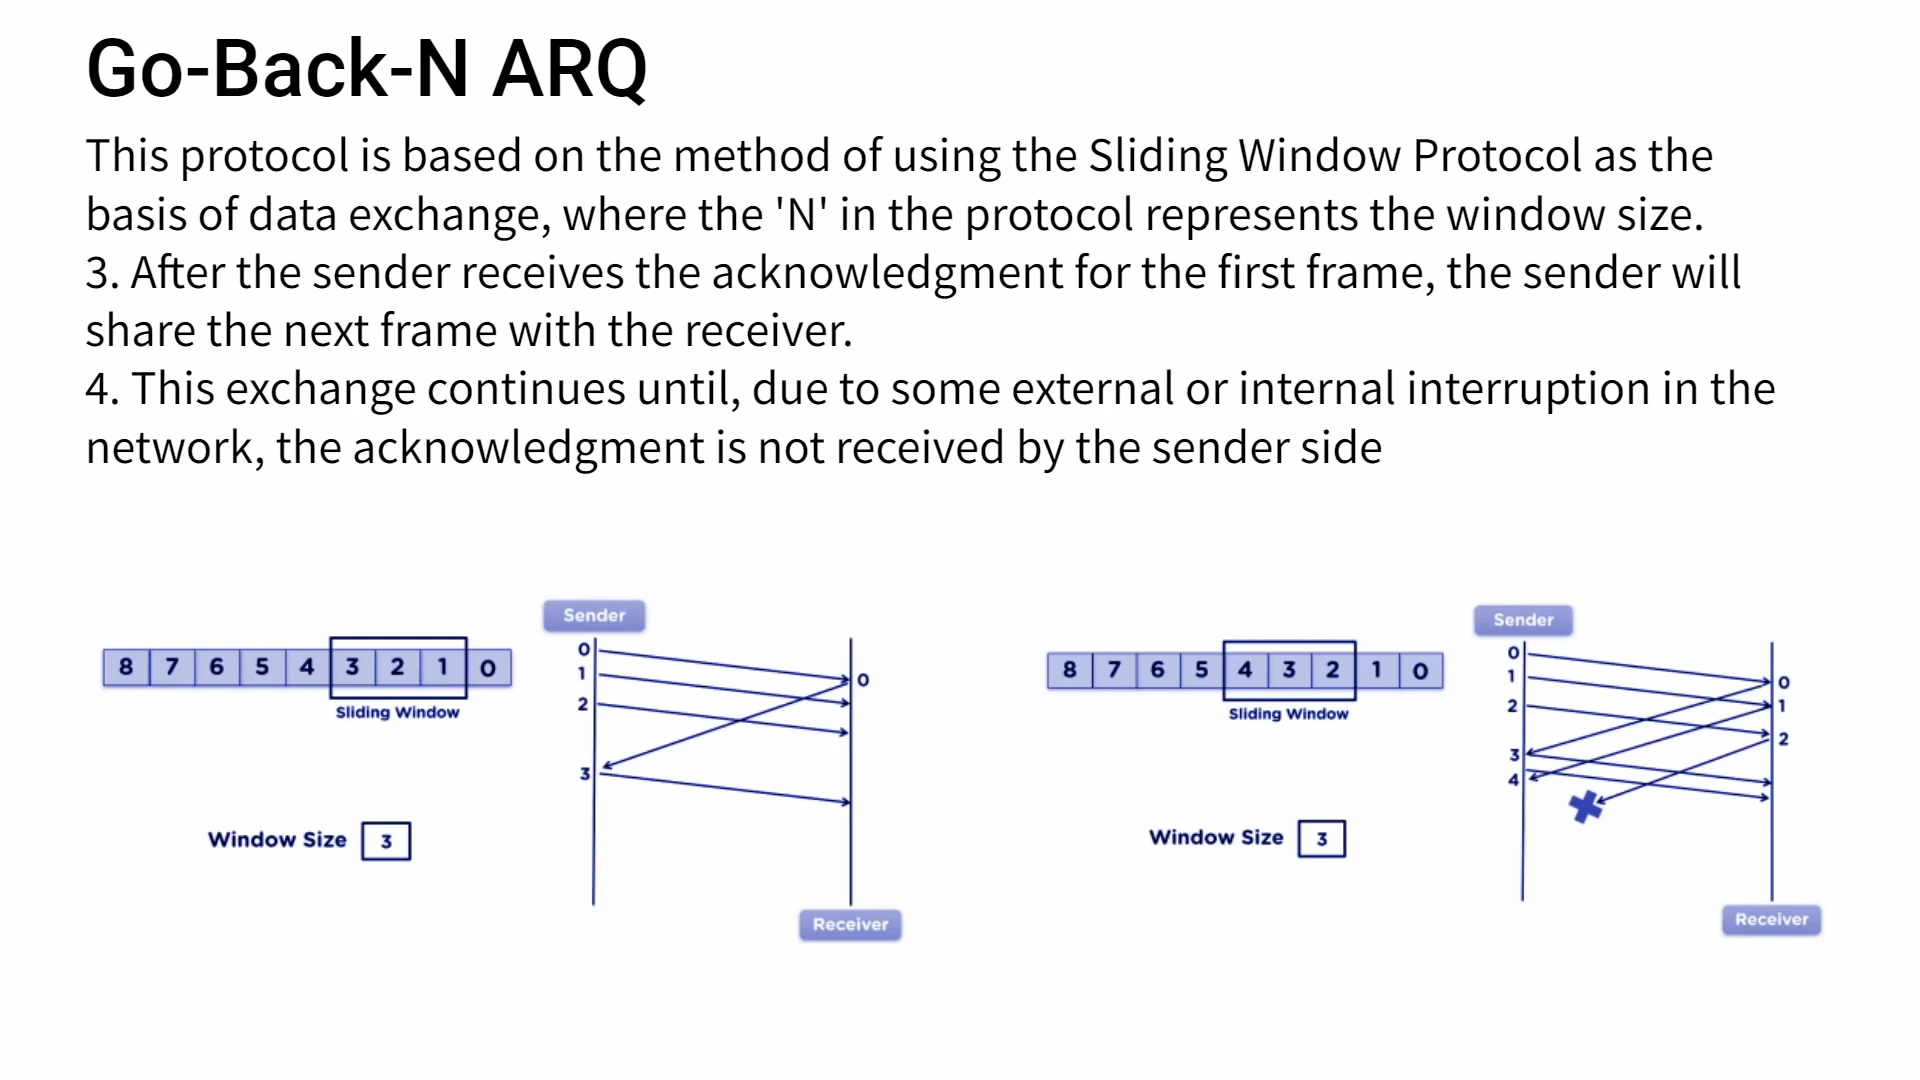 Go-Back-N ARQ
This protocol is based on the method of using the Sliding Window Protocol as the
basis of data exchange, where the 'N' in the protocol represents the window size.
3. After the sender receives the acknowledgment for the first frame, the sender will
share the next frame with the receiver.
4. This exchange continues until, due to some external or internal interruption in the
network, the acknowledgment is not received by the sender side
8 7 6 5 4 3 2 1 0
Sliding Window
Window Size 3
Sender
0
1
2
3
0
Receiver
8 7 6 5 4 3 2 1 0
Sliding Window
Window Size 3
Sender
0
1
2
3
4
0
1
2
Receiver